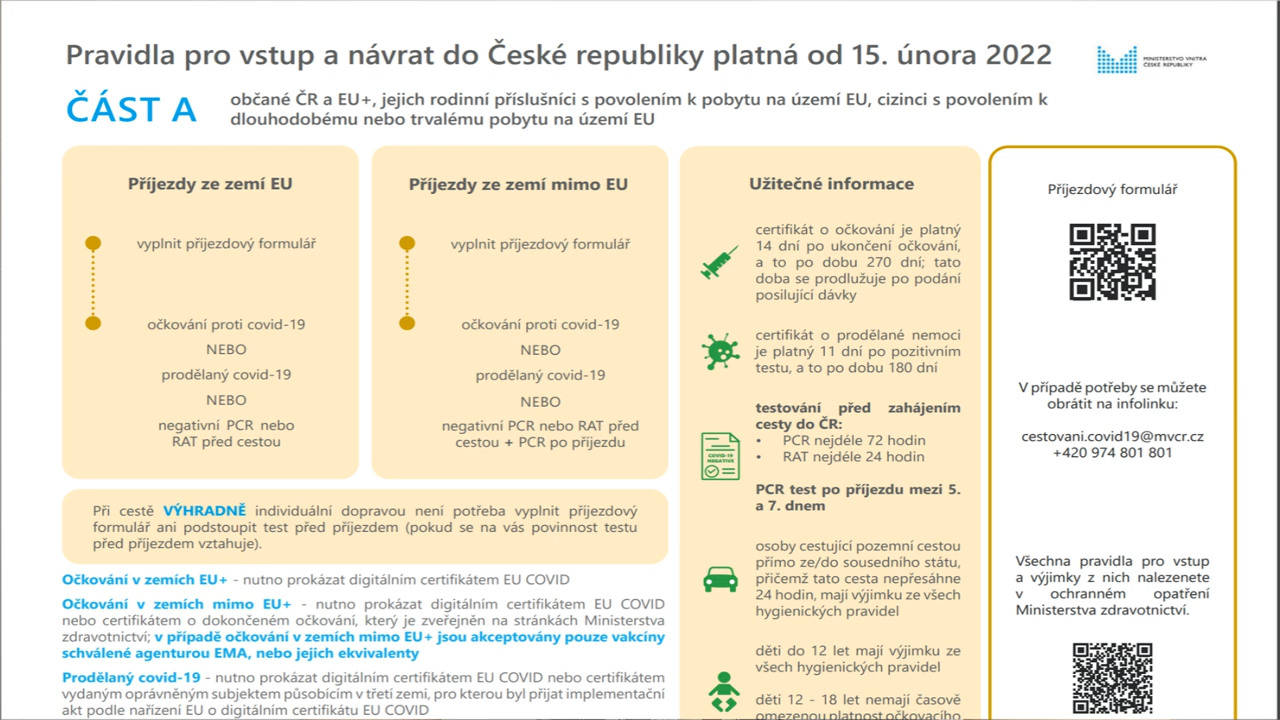 Pravidla pro vstup a návrat do České republiky platná od 15. února 2022
MINISTERSTVO VNITRA
ČESKÉ REPUBLIKY
ČÁST A
občané ČR a EU+, jejich rodinní příslušníci s povolením k pobytu na území EU, cizinci s povolením k
dlouhodobému nebo trvalému pobytu na území EU
Příjezdy ze zemí EU
vyplnit příjezdový formulář
očkování proti covid-19
NEBO
prodělaný covid-19
NEBO
negativní PCR nebo
RAT před cestou
Příjezdy ze zemí mimo EU
vyplnit příjezdový formulář
očkování proti covid-19
NEBO
prodělaný covid-19
NEBO
negativní PCR nebo RAT před
cestou + PCR po příjezdu
Při cestě VÝHRADNĚ individuální dopravou není potřeba vyplnit příjezdový
formulář ani podstoupit test před příjezdem (pokud se na vás povinnost testu
před příjezdem vztahuje).
Očkování v zemích EU+ - nutno prokázat digitálním certifikátem EU COVID
Očkování v zemích mimo EU+ - nutno prokázat digitálním certifikátem EU COVID
nebo certifikátem o dokončeném očkování, který je zveřejněn na stránkách Ministerstva
zdravotnictví; v případě očkování v zemích mimo EU+ jsou akceptovány pouze vakcíny
schválené agenturou EMA, nebo jejich ekvivalenty
Prodělaný covid-19 - nutno prokázat digitálním certifikátem EU COVID nebo certifikátem
vydaným oprávněným subjektem působícím v třetí zemi, pro kterou byl přijat implementační
akt podle nařízení EU o digitálním certifikátu EU COVID
Užitečné informace
certifikát o očkování je platný
14 dní po ukončení očkování,
a to po dobu 270 dní; tato
doba se prodlužuje po podání
posilující dávky
certifikát o prodělané nemoci
je platný 11 dní po pozitivním
testu, a to po dobu 180 dní
COVID-19
NEGATIVE
testování před zahájením
cesty do ČR:
• PCR nejdéle 72 hodin
• RAT nejdéle 24 hodin
PCR test po příjezdu mezi 5.
a 7. dnem
osoby cestující pozemní cestou
přímo ze/do sousedního státu,
přičemž tato cesta nepřesáhne
24 hodin, mají výjimku ze všech
hygienických pravidel
děti do 12 let mají výjimku ze
všech hygienických pravidel
děti 12 - 18 let nemají časově
omezenou platnost očkovacího
Příjezdový formulář
V případě potřeby se můžete
obrátit na infolinku:
cestovani.covid19@mvcr.cz
+420 974 801 801
Všechna pravidla pro vstup
a výjimky z nich nalezenete
v ochranném opatření
Ministerstva zdravotnictví.